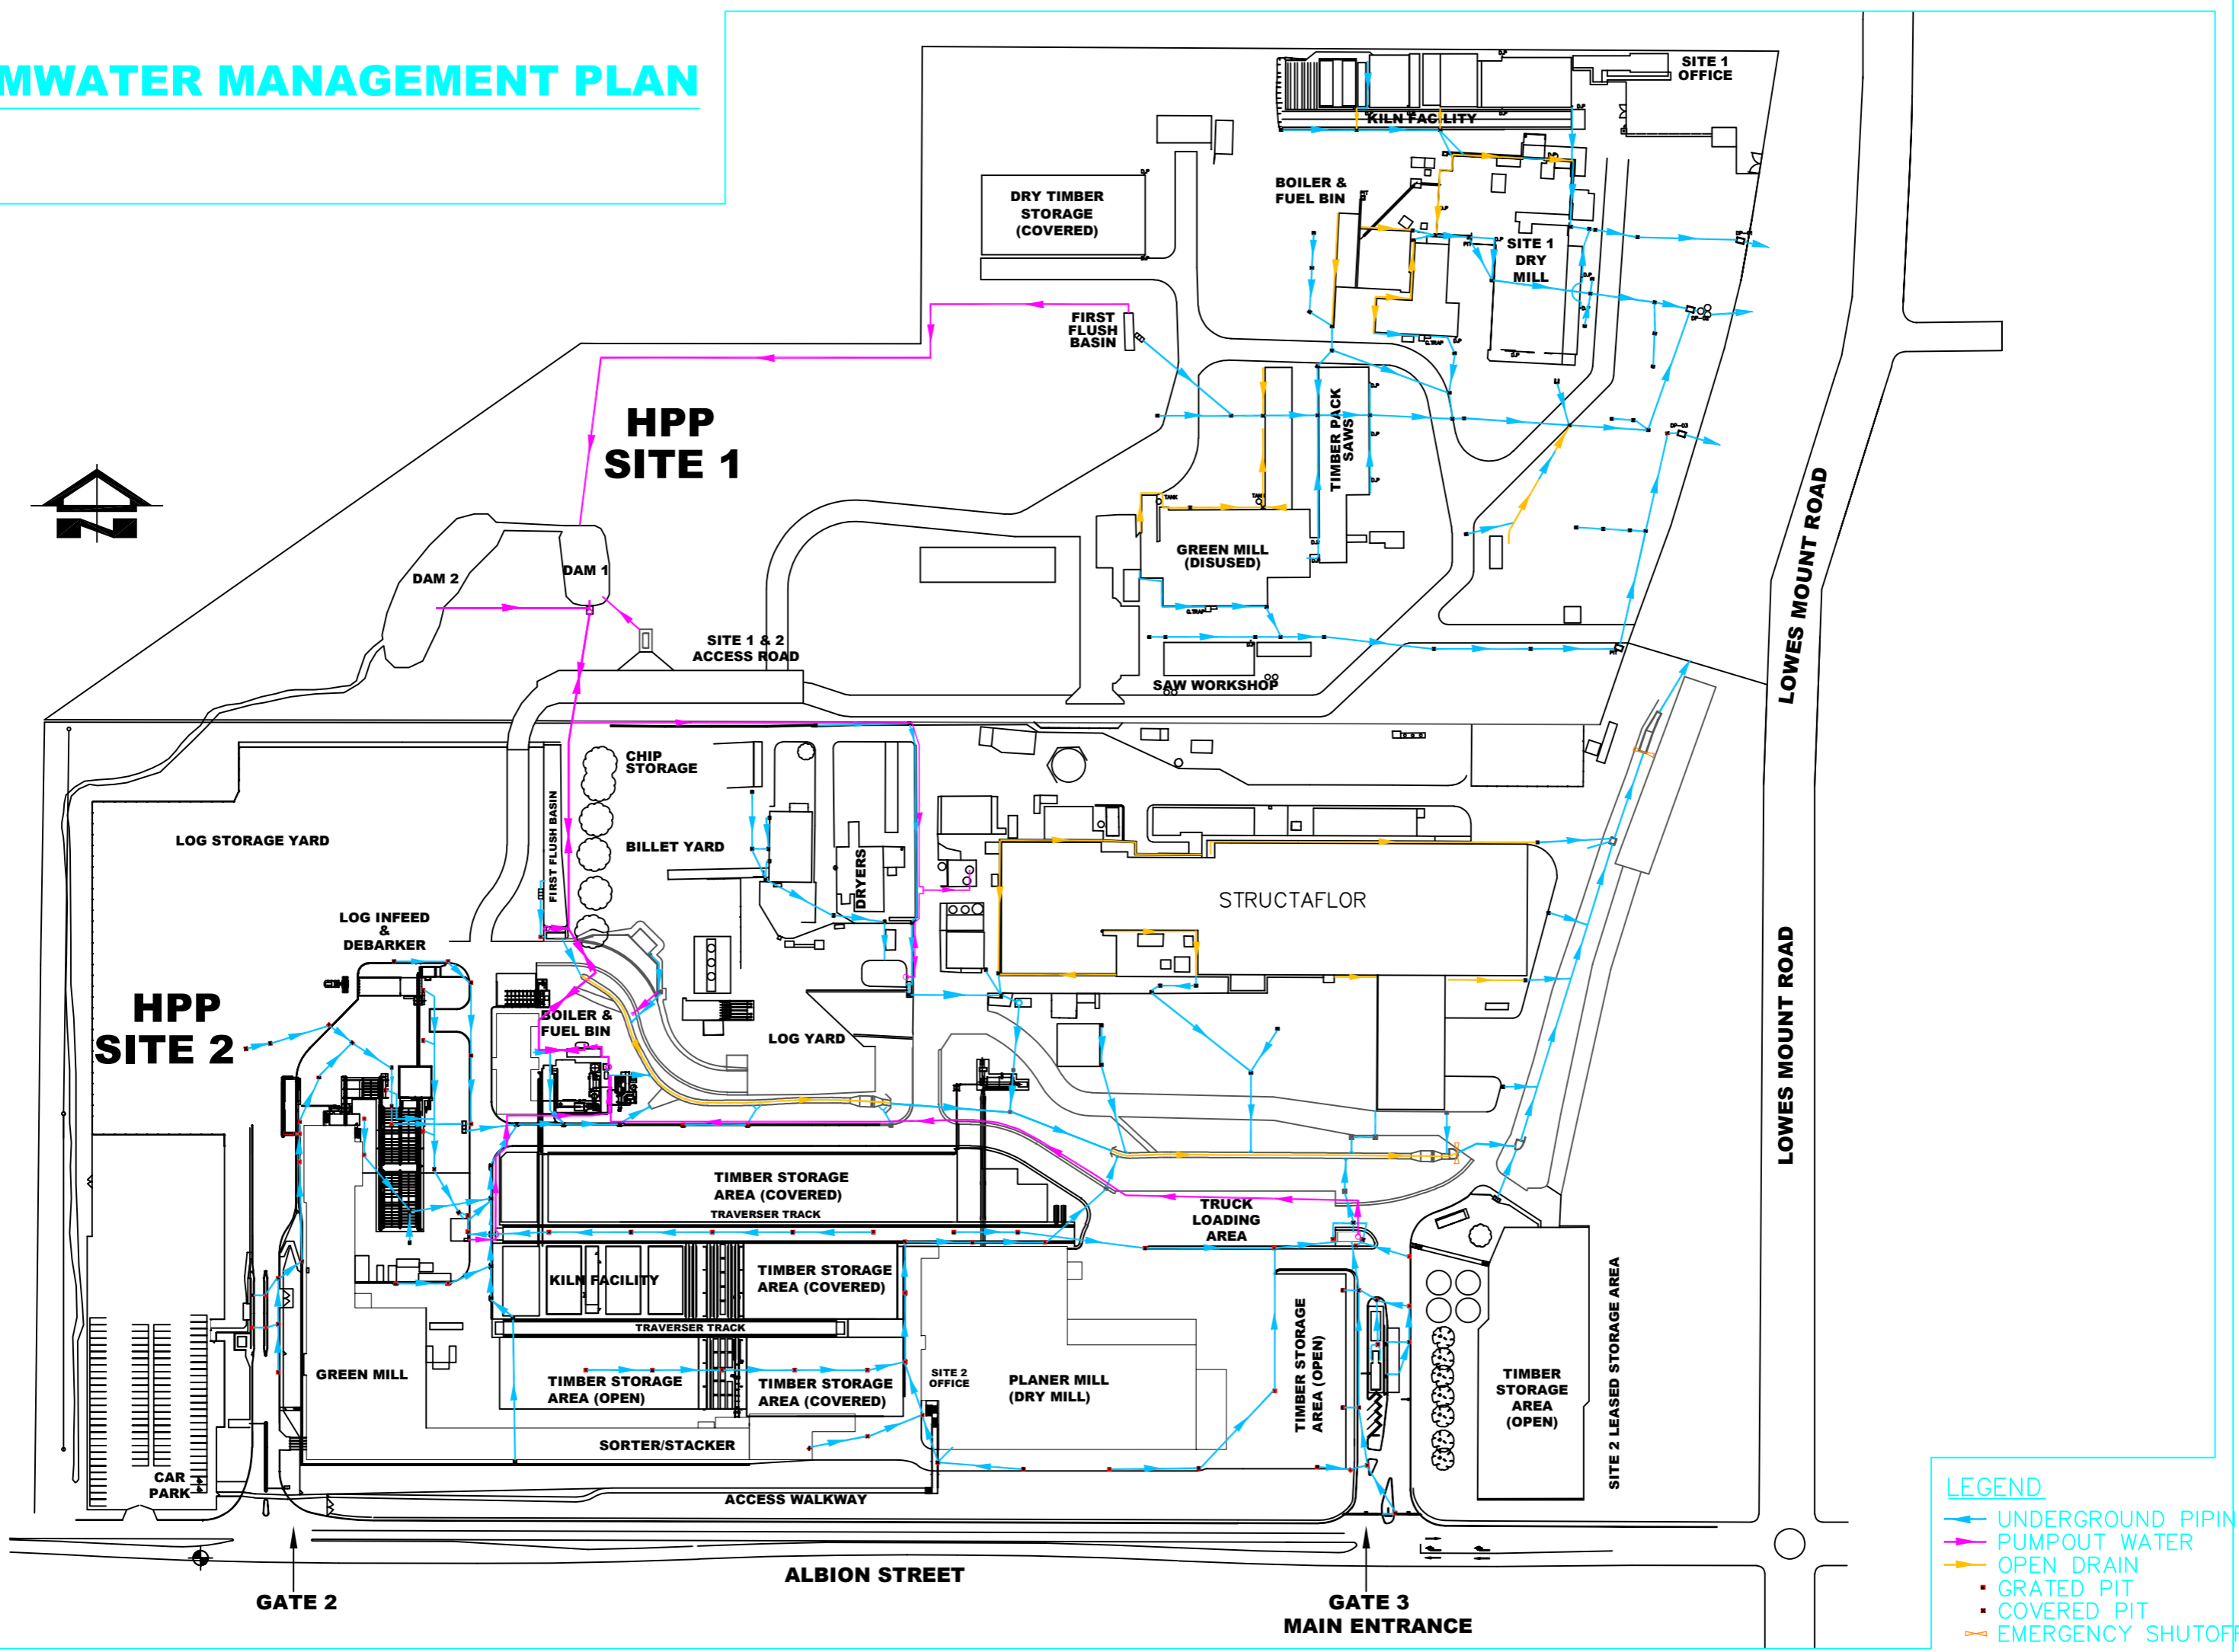 MWATER MANAGEMENT PLAN
SITE 1
OFFICE
KILN FACILITY
BOILER &
FUEL BIN
DRY TIMBER
STORAGE
(COVERED)
SITE 1
DRY
MILL
FIRST
FLUSH
BASIN
G.TRAP
HPP
SITE 1
TIMBER PACK
SAWS
DP-03
TANK
GREEN MILL
(DISUSED)
G.TRAP
DAM 2
DAM 1
SITE 1 & 2
ACCESS ROAD
SAW WORKSHOP
LOWES MOUNT ROAD
CHIP
STORAGE
FIRST FLUSH BASIN
LOG STORAGE YARD
BILLET YARD
DRYERS
STRUCTAFLOR
LOG INFEED
&
DEBARKER
HPP
SITE 2
BOILER &
FUEL BIN
LOG YARD
LOWES MOUNT ROAD
TIMBER STORAGE
AREA (COVERED)
TRAVERSER TRACK
TRUCK
LOADING
AREA
KILN FACILITY
TIMBER STORAGE
AREA (COVERED)
TRAVERSER TRACK
GREEN MILL
TIMBER STORAGE
AREA (OPEN)
TIMBER STORAGE
AREA (COVERED)
SITE 2
OFFICE
PLANER MILL
(DRY MILL)
TIMBER STORAGE
AREA (OPEN)
TIMBER
STORAGE
AREA
(OPEN)
SITE 2 LEASED STORAGE AREA
SORTER/STACKER
CAR
PARK
ACCESS WALKWAY
ALBION STREET
GATE 2
GATE 3
MAIN ENTRANCE
LEGEND
UNDERGROUND PIPIN
PUMPOUT WATER
OPEN DRAIN
GRATED PIT
COVERED PIT
EMERGENCY SHUTOFF